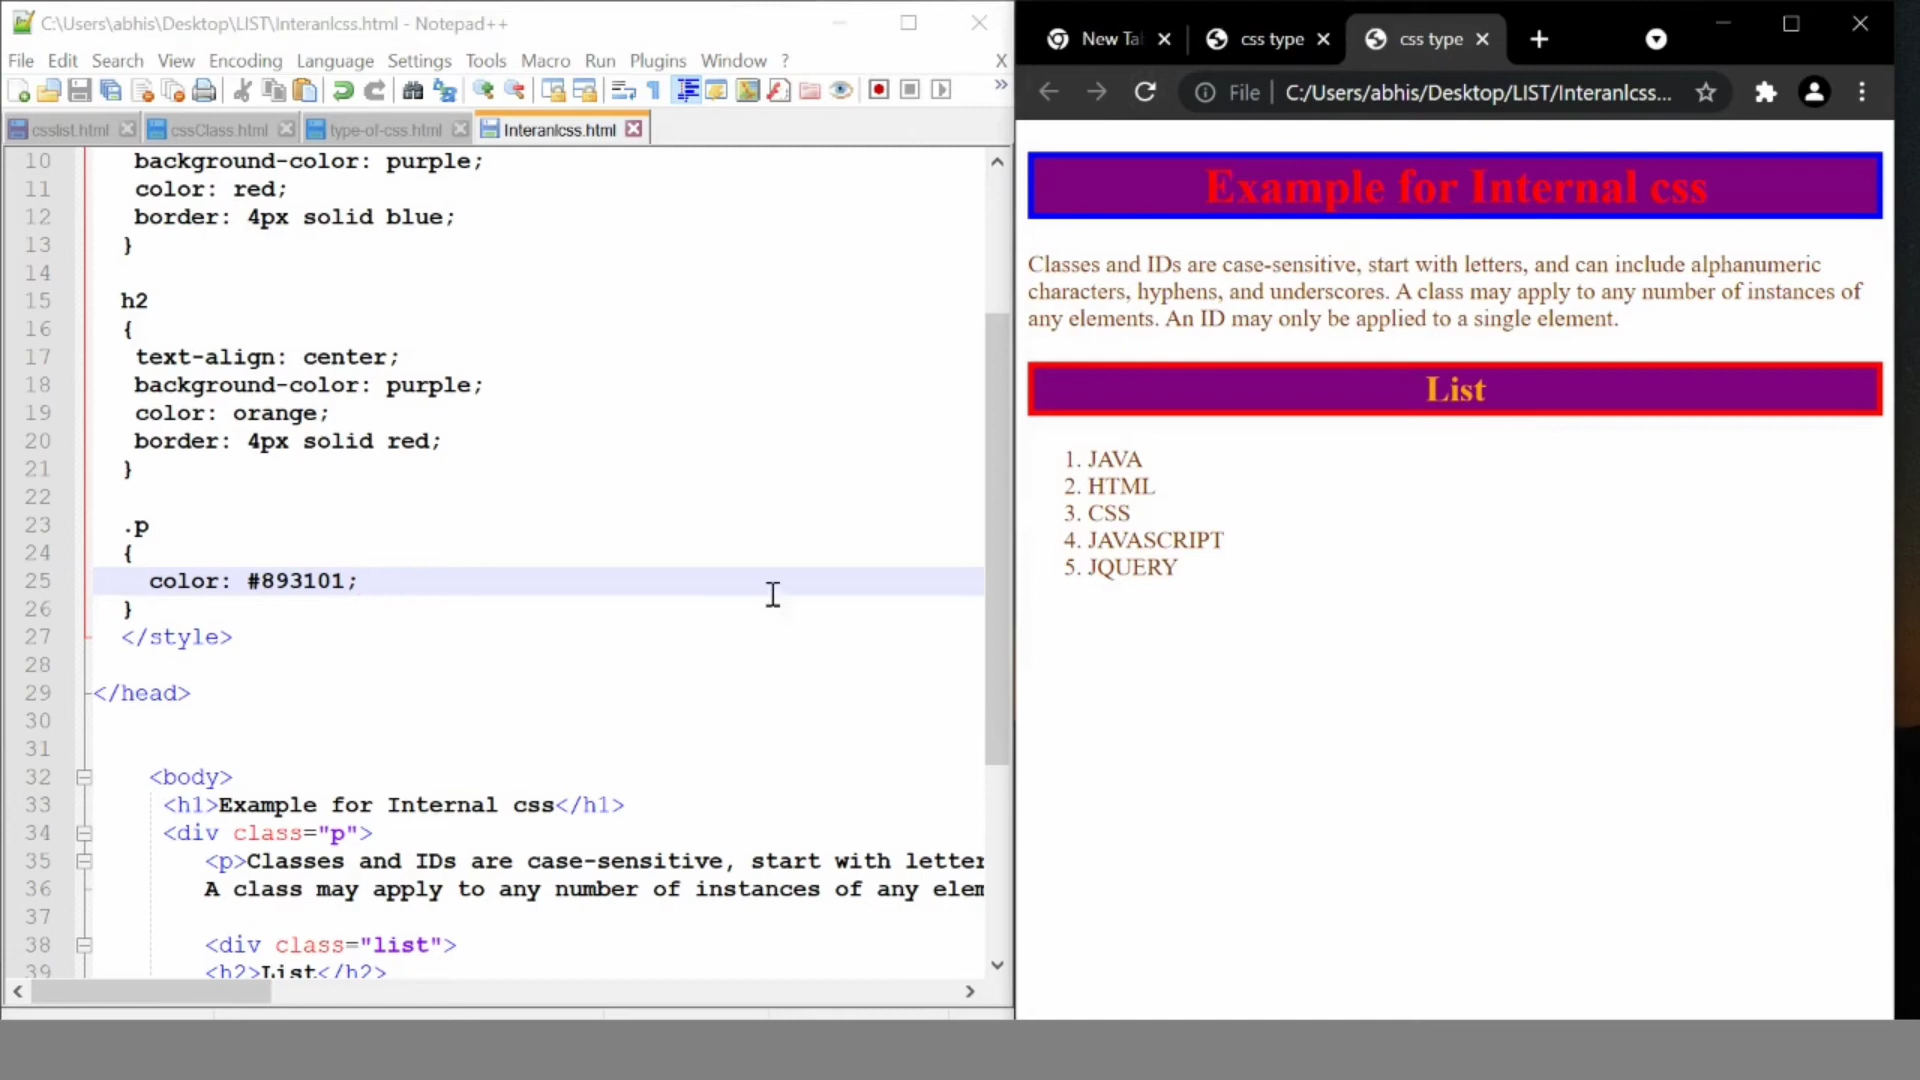 C:\Users\abhis\Desktop\LIST\Interanlcss.html - Notepad++
File Edit Search View Encoding Language Settings Tools Macro Run Plugins Window ? X
csslist.html cssClass.html type-of-css.html Interanlcss.html
10 background-color: purple;
11 color: red;
12 border: 4px solid blue;
13 }
14
15 h2
16 {
17 text-align: center;
18 background-color: purple;
19 color: orange;
20 border: 4px solid red;
21 }
22
23 .p
24 {
25 color: #893101;
26 }
27 </style>
28
29 </head>
30
31
32 <body>
33 <h1>Example for Internal css</h1>
34 <div class="p">
35 <p>Classes and IDs are case-sensitive, start with letter
36 A class may apply to any number of instances of any elem
37
38 <div class="list">
39 <h2>List</h2>
New Ta css type css type
File C:/Users/abhis/Desktop/LIST/Interanlcss...
Example for Internal css
Classes and IDs are case-sensitive, start with letters, and can include alphanumeric
characters, hyphens, and underscores. A class may apply to any number of instances of
any elements. An ID may only be applied to a single element.
List
1. JAVA
2. HTML
3. CSS
4. JAVASCRIPT
5. JQUERY